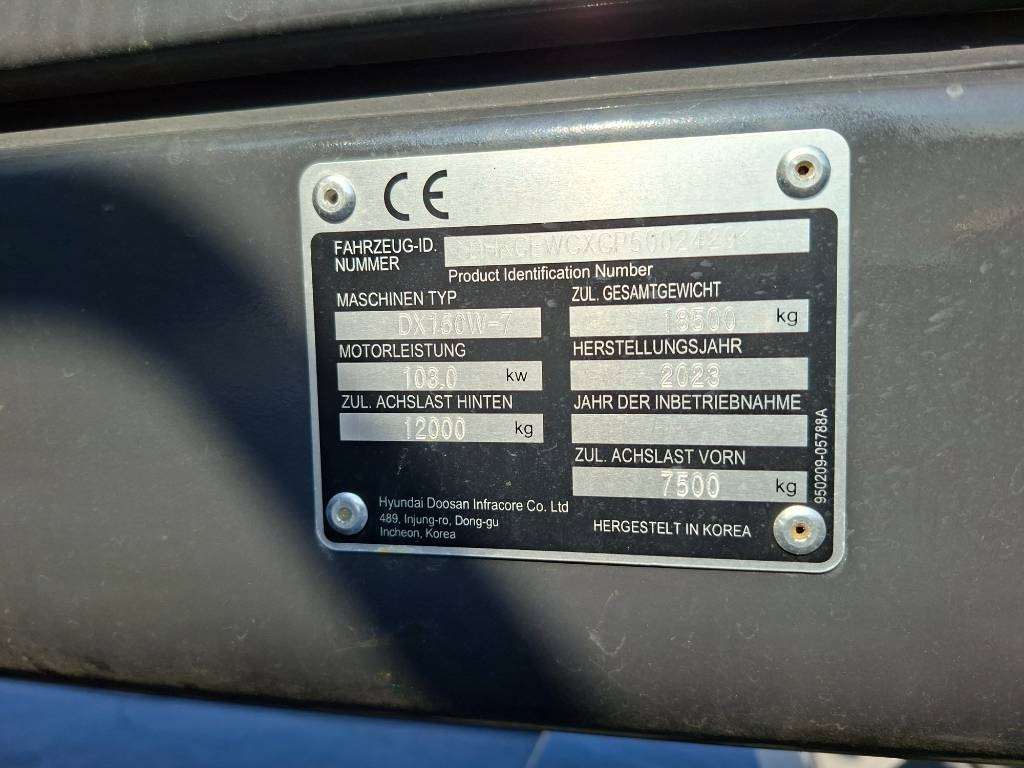 CE
FAHRZEUG-ID.
NUMMER
Product Identification Number
MASCHINEN TYP
ZUL. GESAMTGEWICHT
kg
MOTORLEISTUNG
103.0 kw
HERSTELLUNGSJAHR
2023
ZUL. ACHSLAST HINTEN
12000 kg
JAHR DER INBETRIEBNAHME
ZUL. ACHSLAST VORN
7500 kg
Hyundai Doosan Infracore Co. Ltd
489, Injung-ro, Dong-gu
Incheon, Korea
HERGESTELLT IN KOREA
950209-05788A